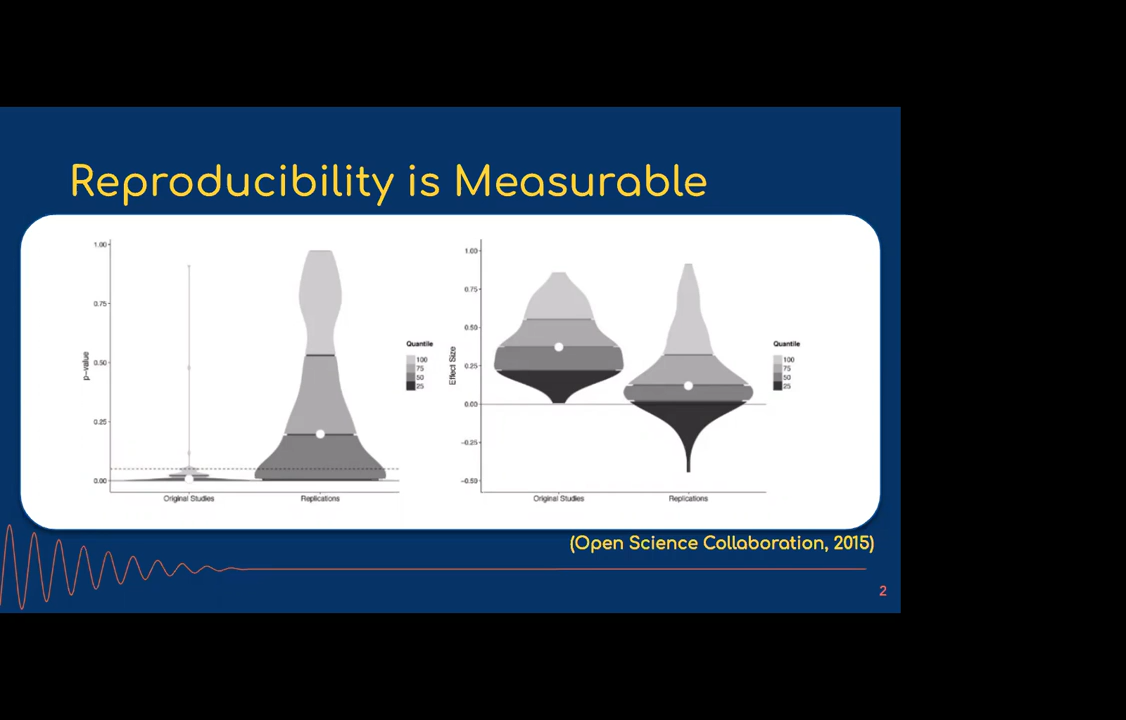 Reproducibility is Measurable
p-value
1.00
0.75
0.50
0.25
0.00
Original Studies
Replications
Quantile
100
75
50
25
Effect Size
1.00
0.75
0.50
0.25
0.00
-0.25
-0.50
Original Studies
Replications
Quantile
100
75
50
25
(Open Science Collaboration, 2015)
2